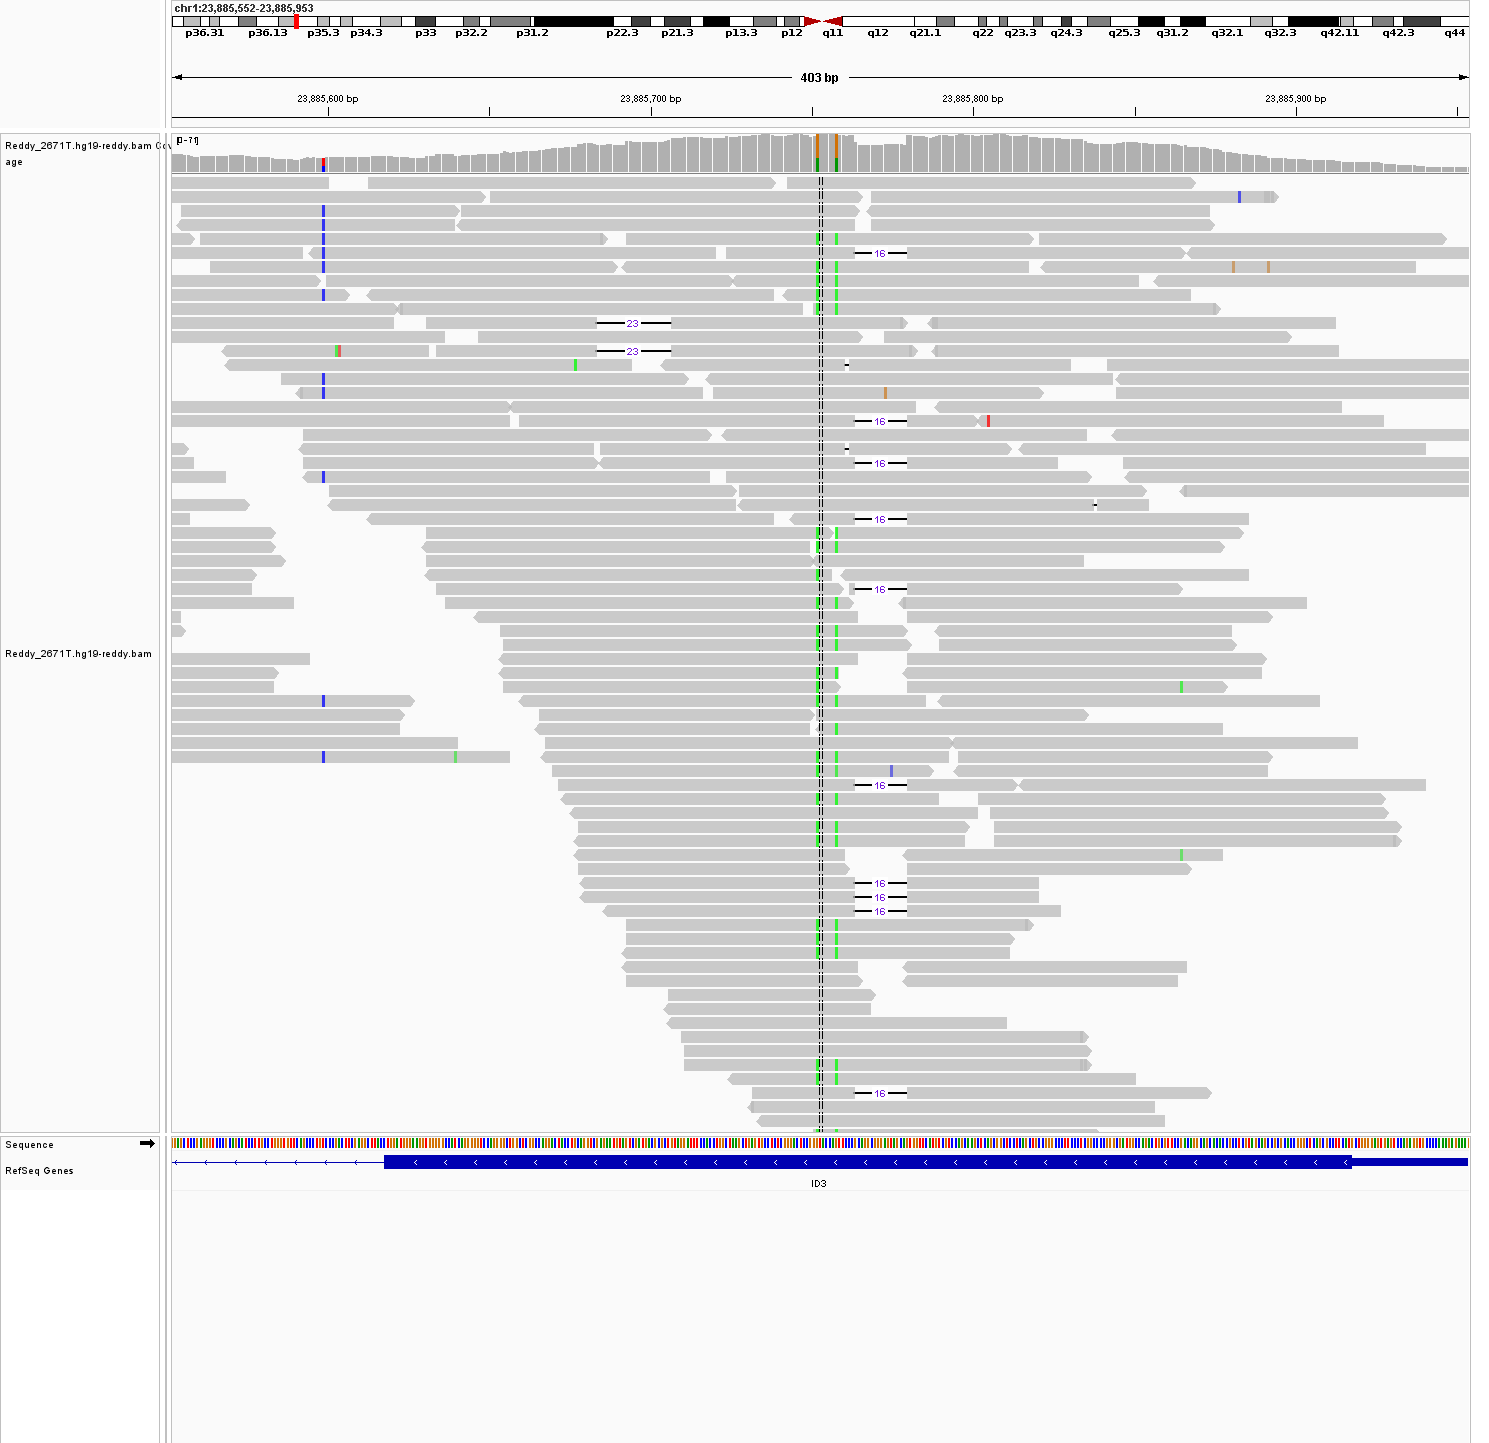 chr1:23,885,552-23,885,953
p36.31 p36.13 p35.3 p34.3 p33 p32.2 p31.2 p22.3 p21.3 p13.3 p12 q11 q12 q21.1 q22 q23.3 q24.3 q25.3 q31.2 q32.1 q32.3 q42.11 q42.3 q44
403 bp
23,885,600 bp 23,885,700 bp 23,885,800 bp 23,885,900 bp
[0-71]
Reddy_2671T.hg19-reddy.bam Cov
age
16
23
23
16
16
16
16
Reddy_2671T.hg19-reddy.bam
16
16
16
16
16
Sequence
RefSeq Genes
ID3